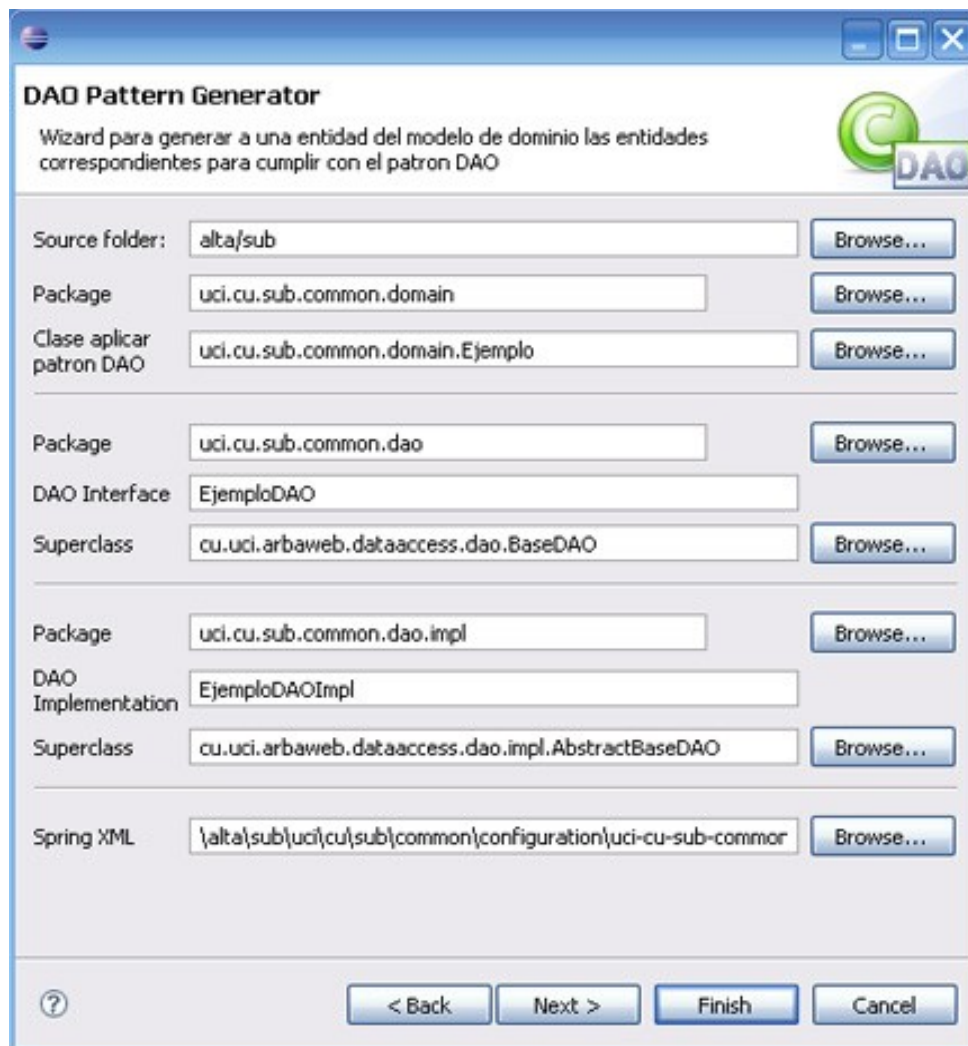 DAO Pattern Generator
Wizard para generar a una entidad del modelo de dominio las entidades
correspondientes para cumplir con el patron DAO
C
DAO
Source folder: alta/sub Browse...
Package uci.cu.sub.common.domain Browse...
Clase aplicar
patron DAO uci.cu.sub.common.domain.Ejemplo Browse...
Package uci.cu.sub.common.dao Browse...
DAO Interface EjemploDAO
Superclass cu.uci.arbaweb.dataaccess.dao.BaseDAO Browse...
Package uci.cu.sub.common.dao.impl Browse...
DAO
Implementation EjemploDAOImpl
Superclass cu.uci.arbaweb.dataaccess.dao.impl.AbstractBaseDAO Browse...
Spring XML \alta\sub\uci\cu\sub\common\configuration\uci-cu-sub-common Browse...
? < Back Next > Finish Cancel